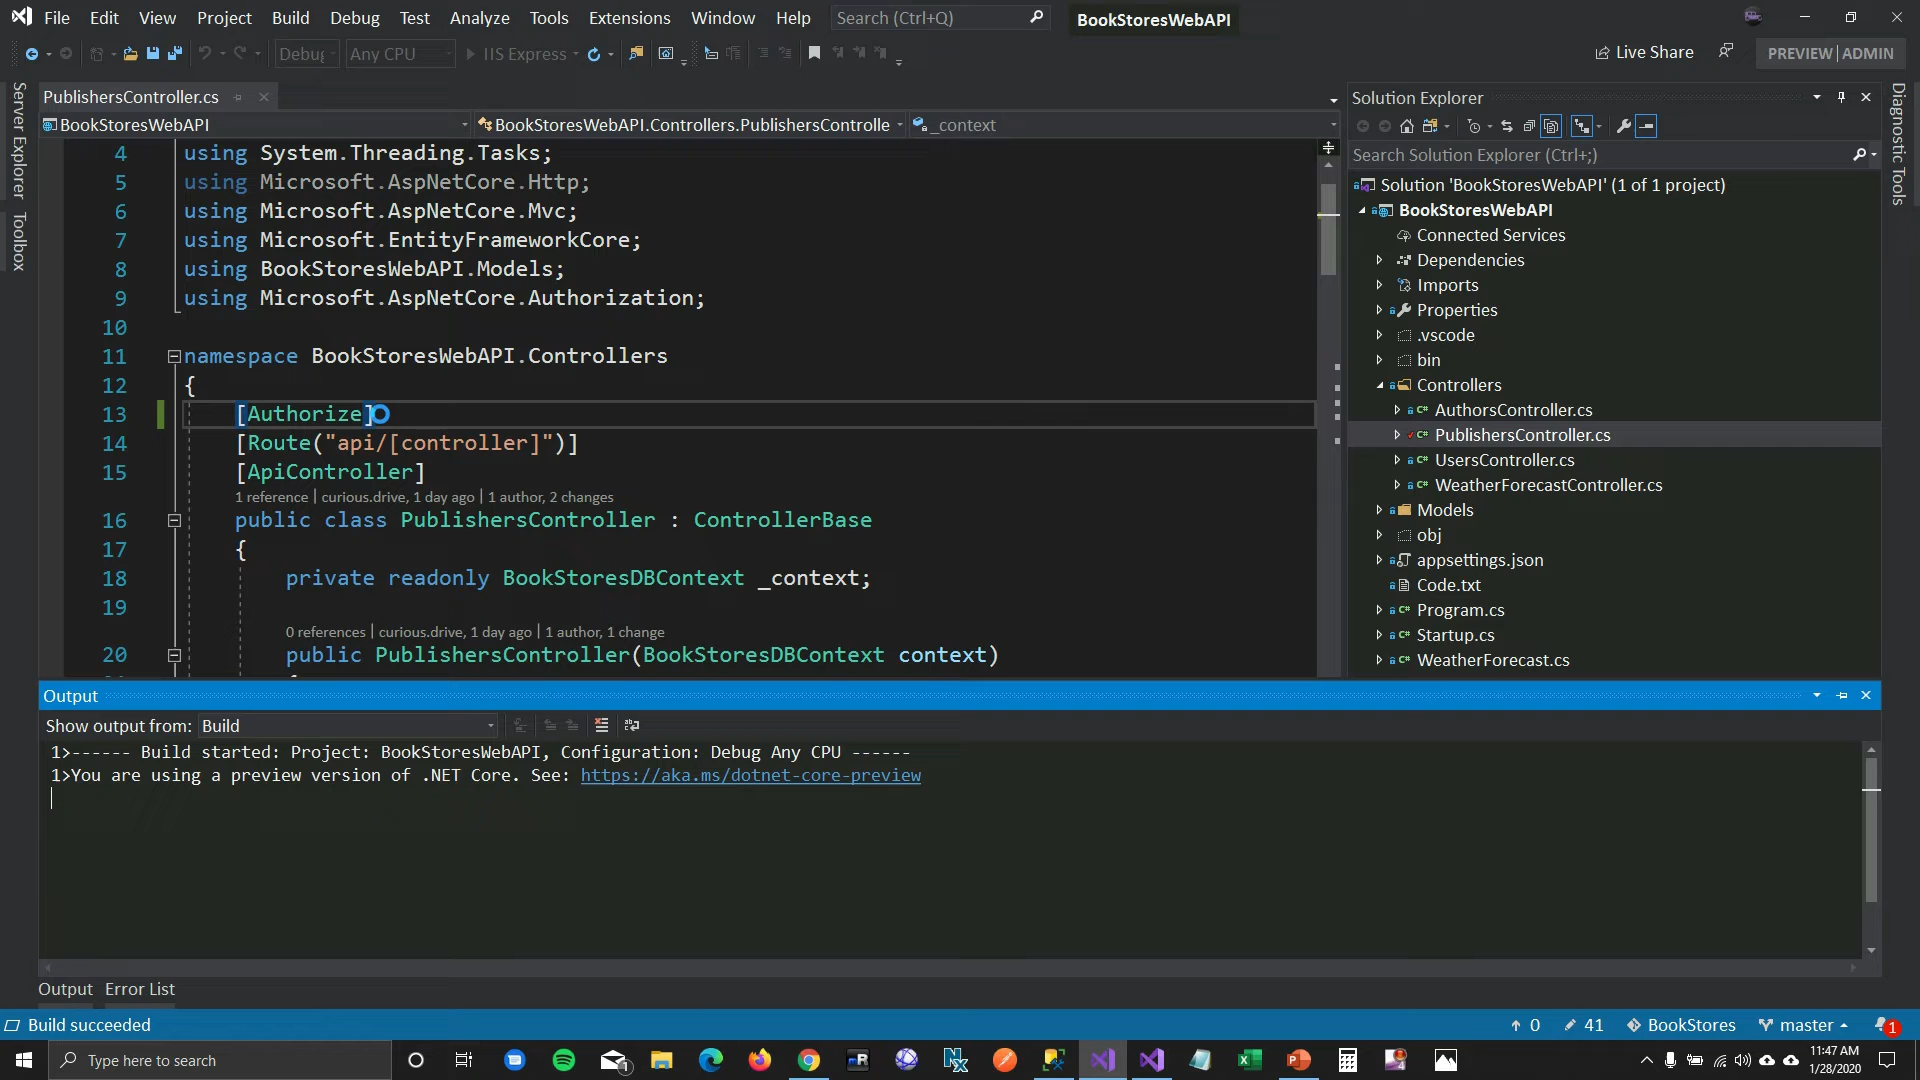 File Edit View Project Build Debug Test Analyze Tools Extensions Window Help Search (Ctrl+Q) BookStoresWebAPI
Debug Any CPU IIS Express Live Share PREVIEW ADMIN
Server Explorer
Toolbox
PublishersController.cs
BookStoresWebAPI BookStoresWebAPI.Controllers.PublishersControlle _context
4 using System.Threading.Tasks;
5 using Microsoft.AspNetCore.Http;
6 using Microsoft.AspNetCore.Mvc;
7 using Microsoft.EntityFrameworkCore;
8 using BookStoresWebAPI.Models;
9 using Microsoft.AspNetCore.Authorization;
10
11 namespace BookStoresWebAPI.Controllers
12 {
13 [Authorize]
14 [Route("api/[controller]")]
15 [ApiController]
1 reference | curious.drive, 1 day ago | 1 author, 2 changes
16 public class PublishersController : ControllerBase
17 {
18 private readonly BookStoresDBContext _context;
19
0 references | curious.drive, 1 day ago | 1 author, 1 change
20 public PublishersController(BookStoresDBContext context)
Solution Explorer
Search Solution Explorer (Ctrl+;)
Solution 'BookStoresWebAPI' (1 of 1 project)
BookStoresWebAPI
Connected Services
Dependencies
Imports
Properties
.vscode
bin
Controllers
AuthorsController.cs
PublishersController.cs
UsersController.cs
WeatherForecastController.cs
Models
obj
appsettings.json
Code.txt
Program.cs
Startup.cs
WeatherForecast.cs
Diagnostic Tools
Output
Show output from: Build
1>------ Build started: Project: BookStoresWebAPI, Configuration: Debug Any CPU ------
1>You are using a preview version of .NET Core. See: https://aka.ms/dotnet-core-preview
Output Error List
Build succeeded 0 41 BookStores master 1
Type here to search 11:47 AM
1/28/2020